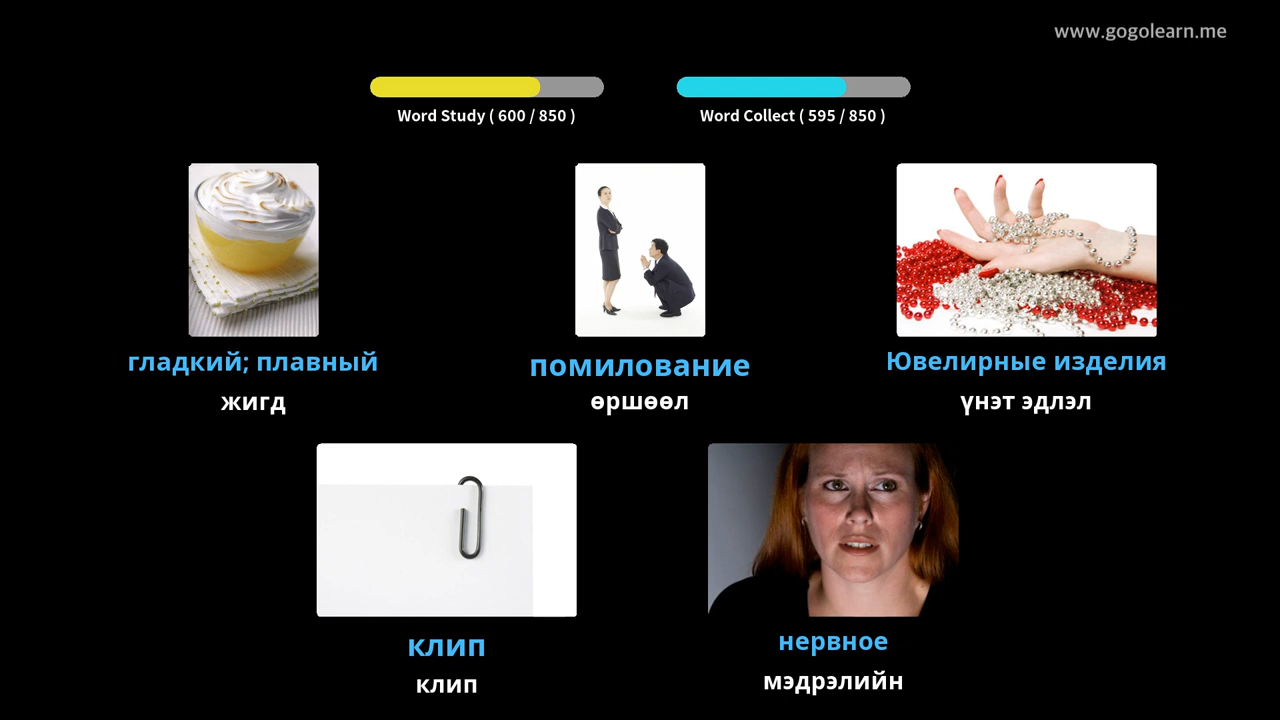 www.gogolearn.me
Word Study ( 600 / 850 )
Word Collect ( 595 / 850 )
гладкий; плавный
жигд
помилование
өршөөл
Ювелирные изделия
үнэт эдлэл
клип
клип
нервное
мэдрэлийн